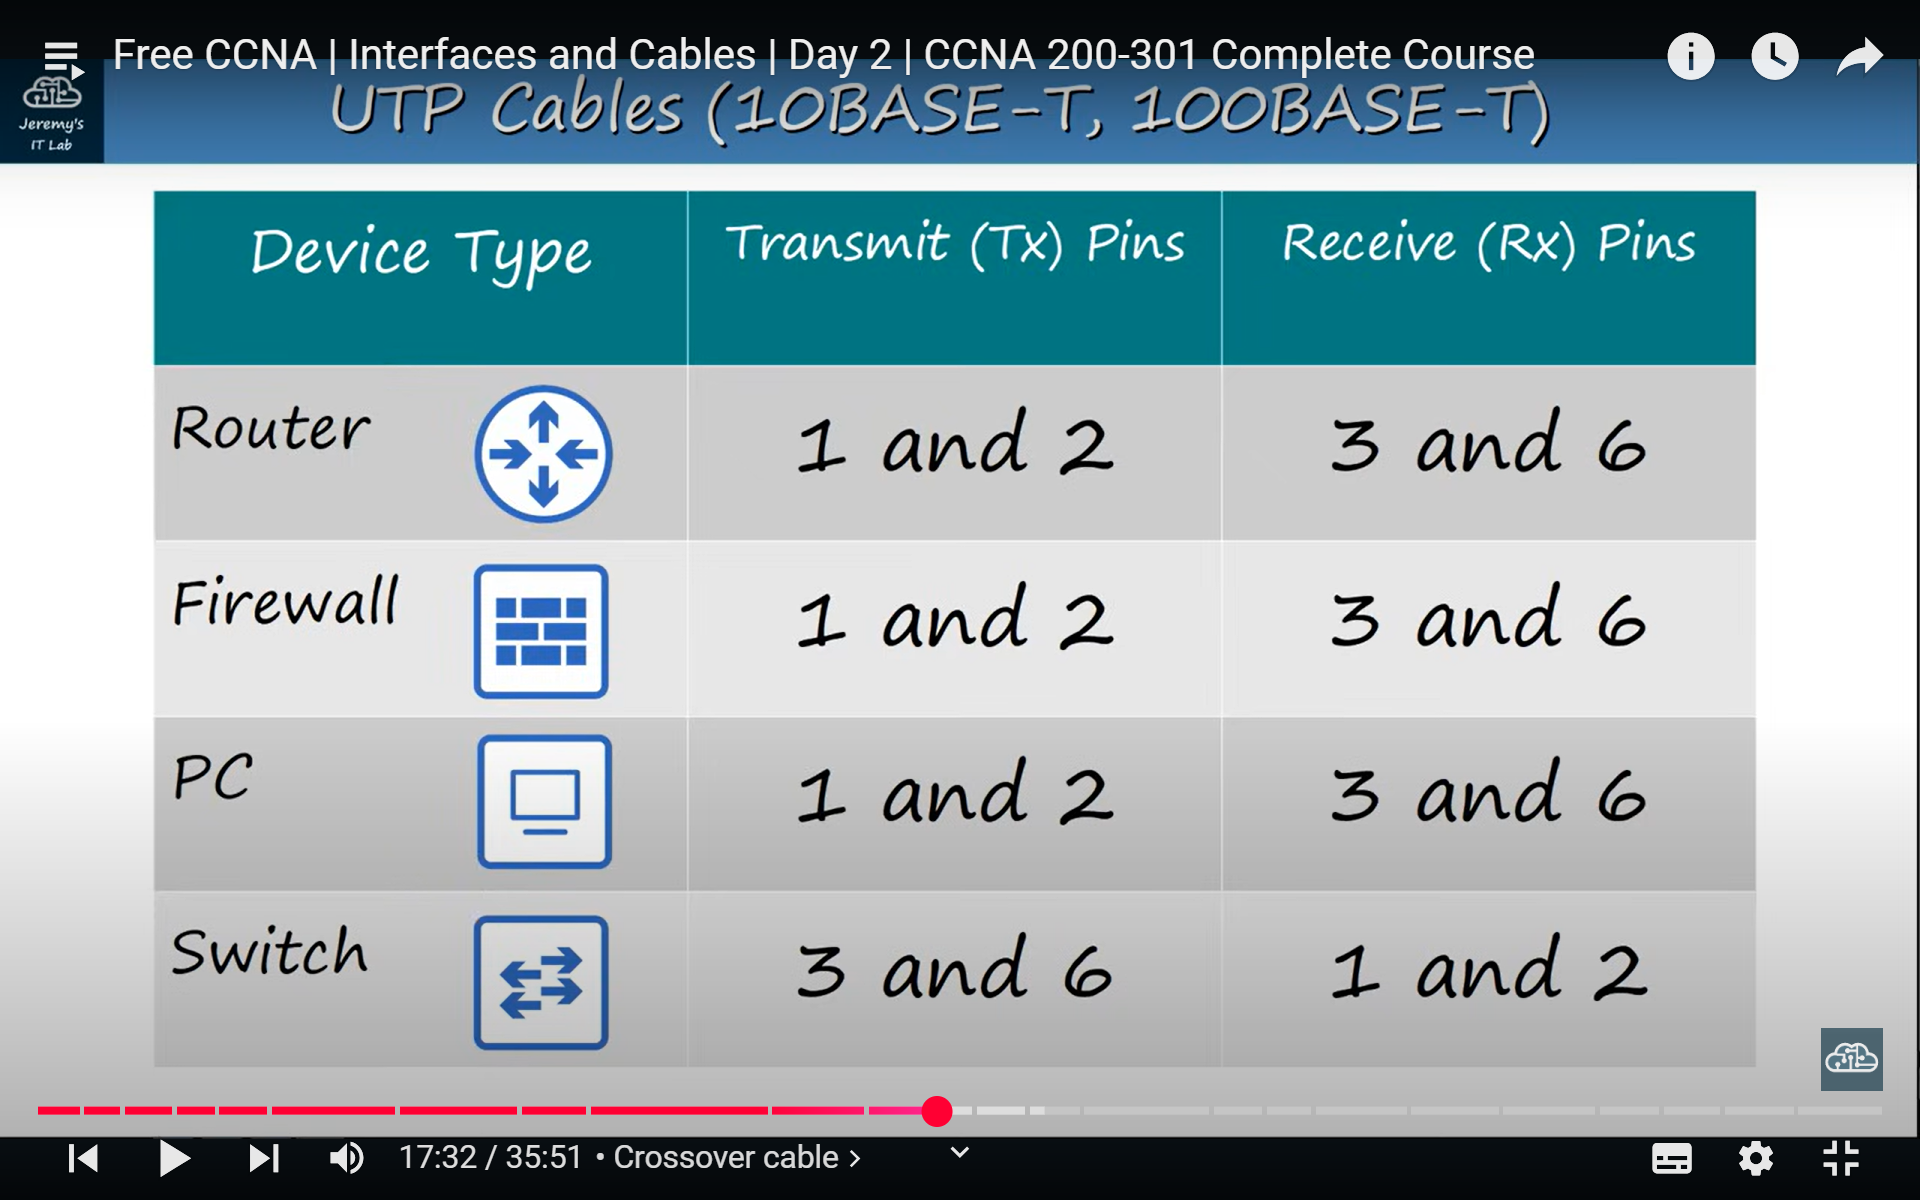 Free CCNA | Interfaces and Cables | Day 2 | CCNA 200-301 Complete Course
Jeremy's
IT Lab
UTP Cables (10BASE-T, 100BASE-T)
Device Type Transmit (Tx) Pins Receive (Rx) Pins
Router 1 and 2 3 and 6
Firewall 1 and 2 3 and 6
PC 1 and 2 3 and 6
Switch 3 and 6 1 and 2
17:32 / 35:51 • Crossover cable >